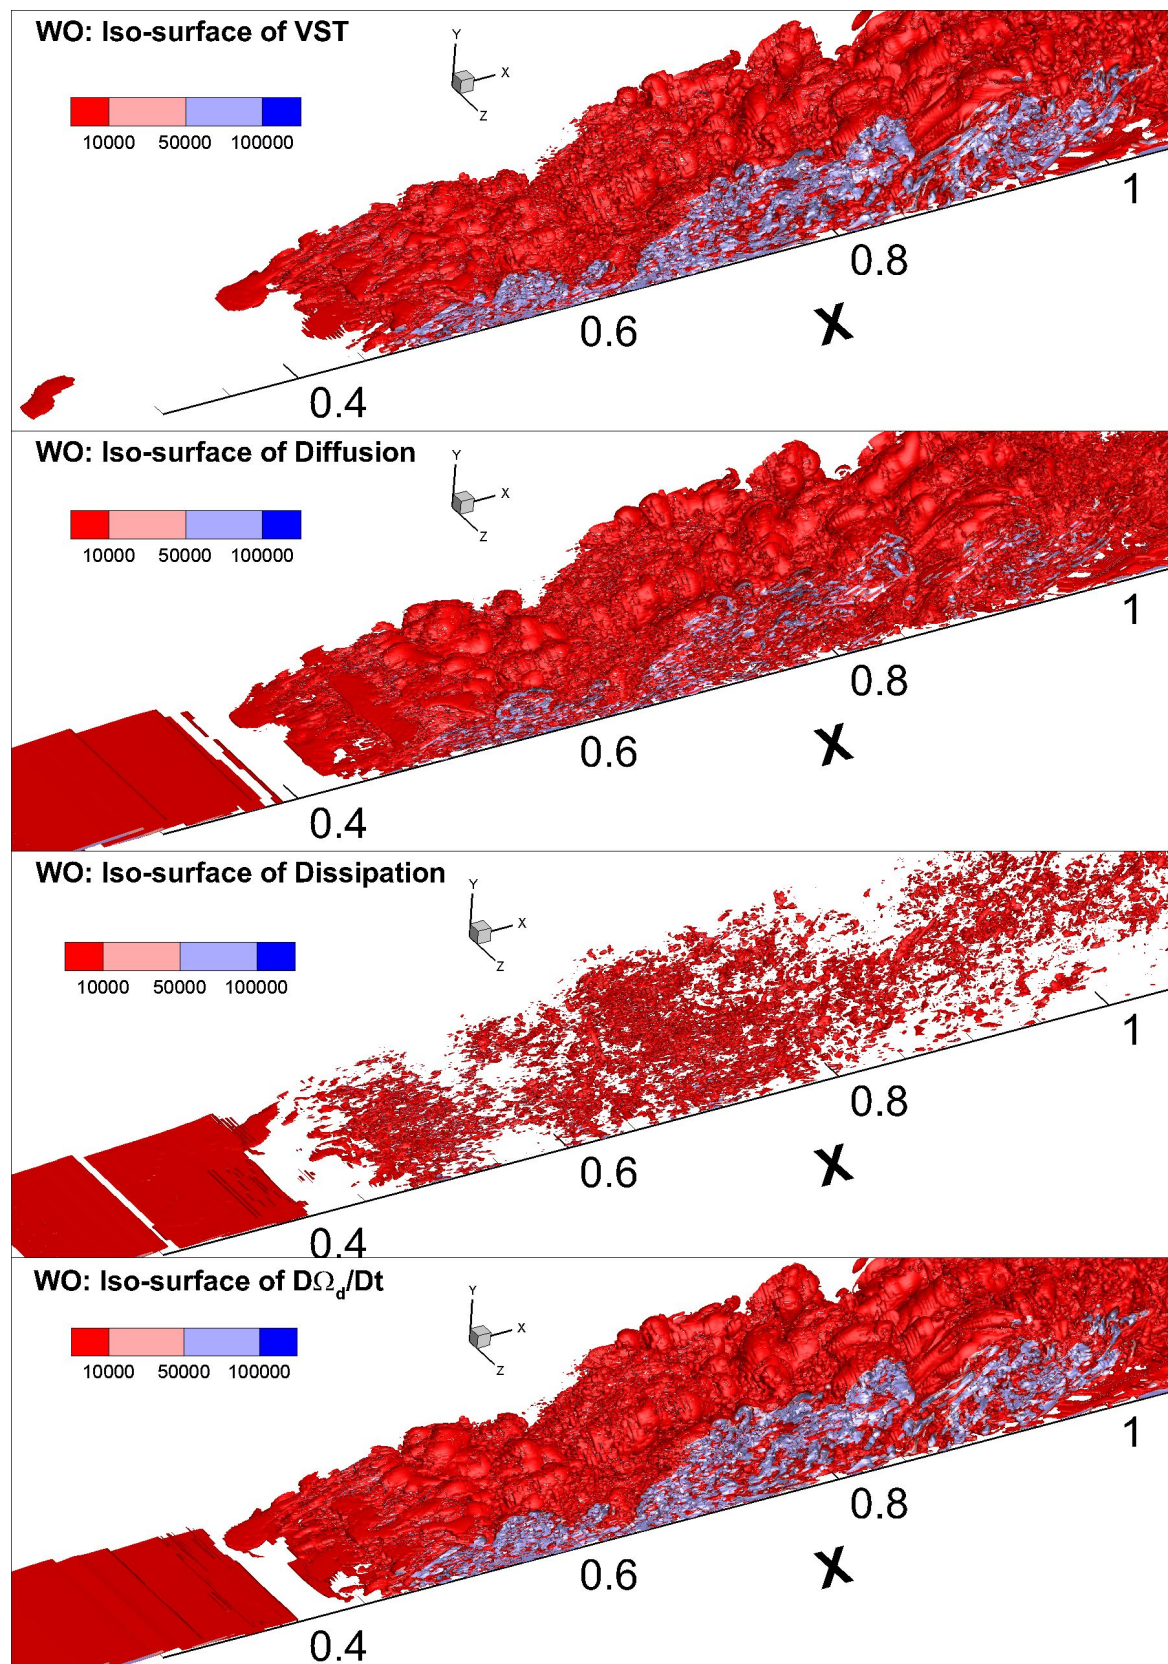 WO: Iso-surface of VST
Y
X
Z
10000 50000 100000
1
0.8
0.6
X
0.4
WO: Iso-surface of Diffusion
Y
X
Z
10000 50000 100000
1
0.8
0.6
X
0.4
WO: Iso-surface of Dissipation
Y
X
Z
10000 50000 100000
1
0.8
0.6
X
0.4
WO: Iso-surface of DΩ_d/Dt
Y
X
Z
10000 50000 100000
1
0.8
0.6
X
0.4